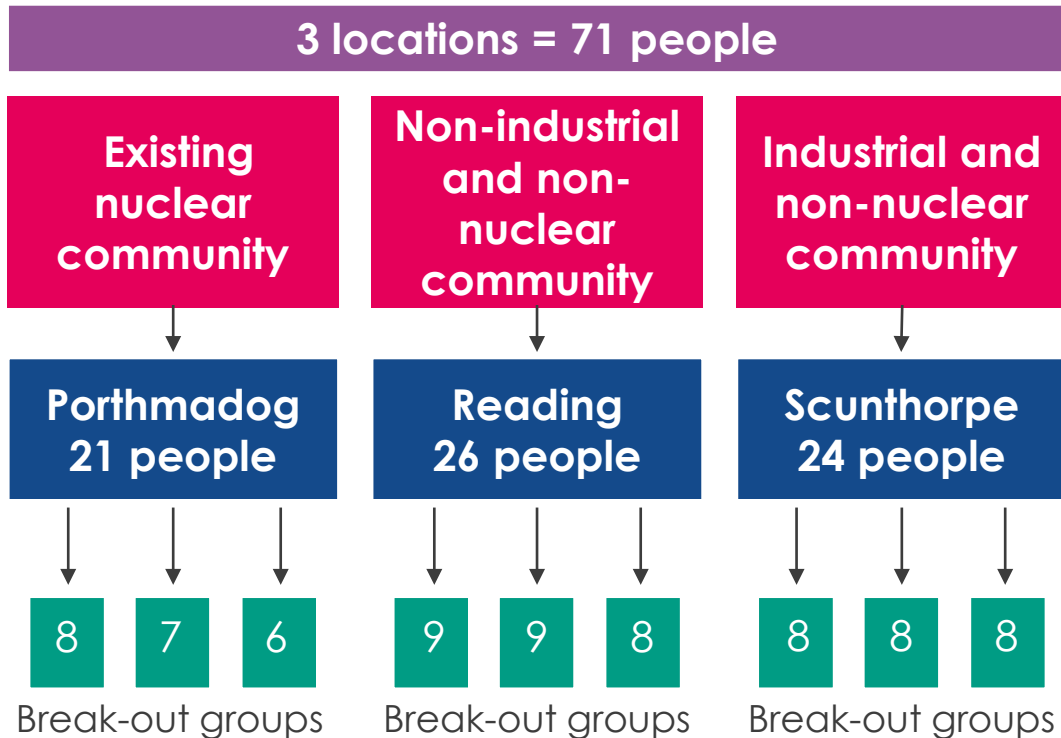 3 locations = 71 people
Existing
nuclear
community
Non-industrial
and non-
nuclear
community
Industrial and
non-nuclear
community
Porthmadog
21 people
Reading
26 people
Scunthorpe
24 people
8 7 6
9 9 8
8 8 8
Break-out groups
Break-out groups
Break-out groups